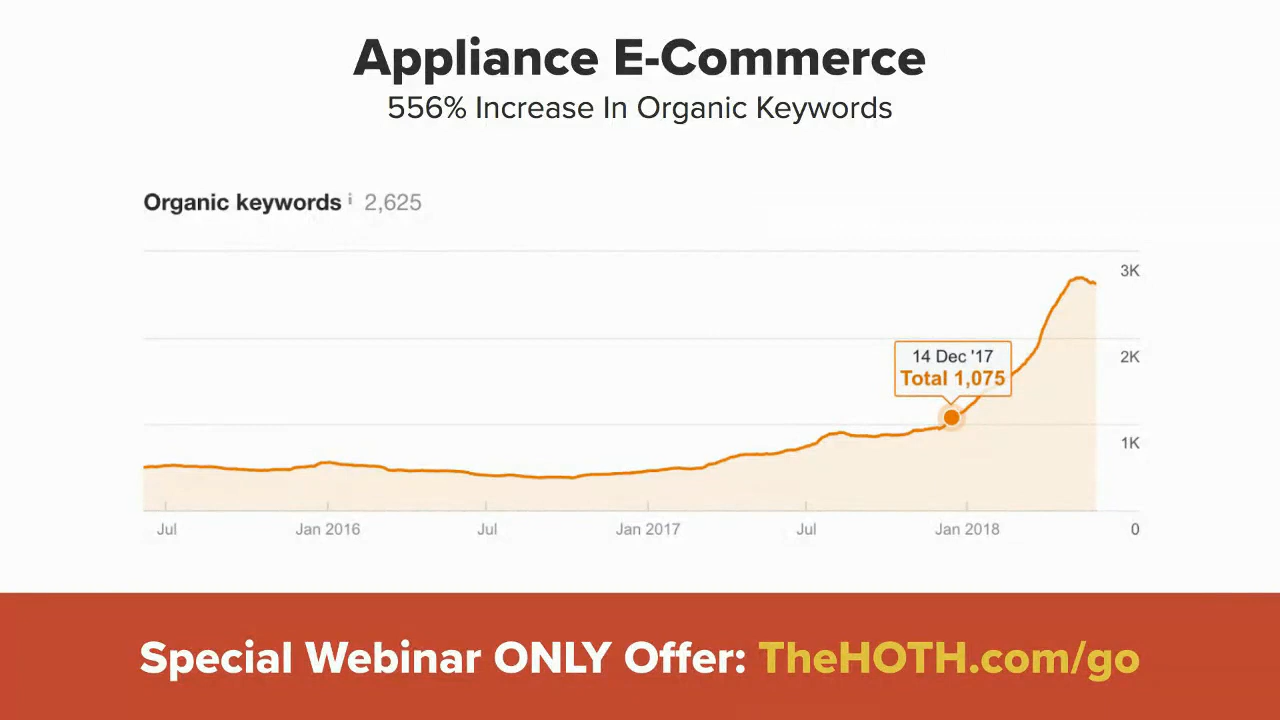 Appliance E-Commerce
556% Increase In Organic Keywords
Organic keywords i 2,625
3K
14 Dec '17
2K
Total 1,075
1K
Jul Jan 2016 Jul Jan 2017 Jul Jan 2018 0
Special Webinar ONLY Offer: TheHOTH.com/go